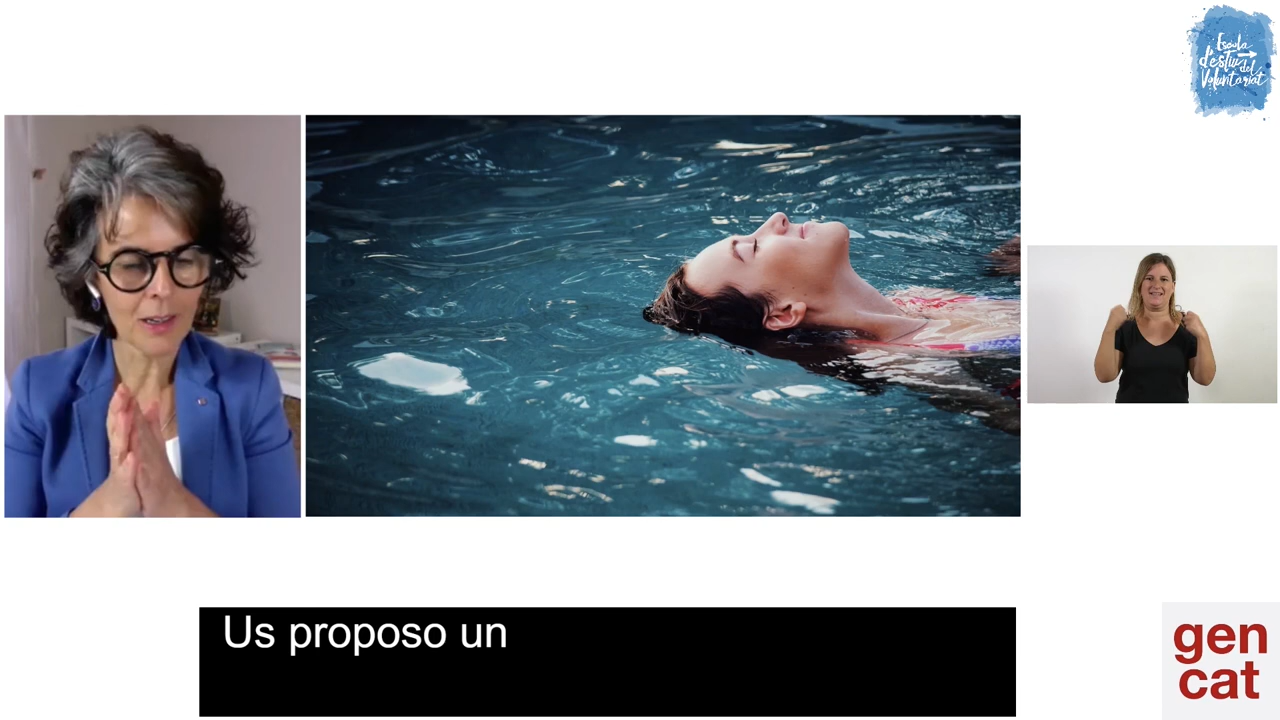 Escola
d'estiu del
Voluntariat
Us proposo un
gen
cat